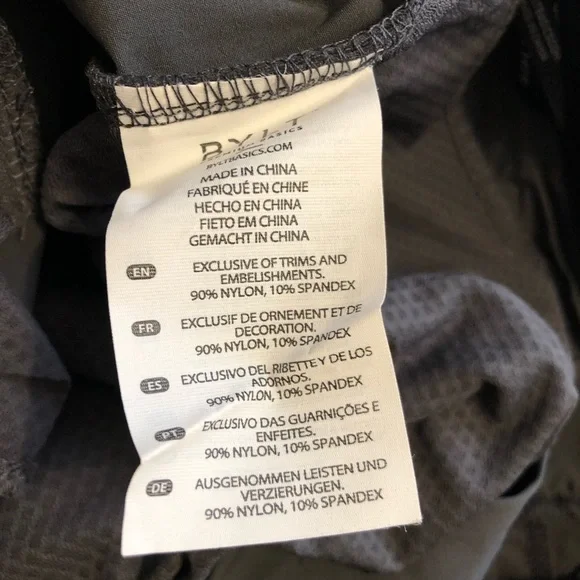 BYLT
PREMIUM BASICS
BYLTBASICS.COM
MADE IN CHINA
FABRIQUÉ EN CHINE
HECHO EN CHINA
FIETO EM CHINA
GEMACHT IN CHINA
EN EXCLUSIVE OF TRIMS AND
EMBELISHMENTS.
90% NYLON, 10% SPANDEX
FR EXCLUSIF DE ORNEMENT ET DE
DECORATION.
90% NYLON, 10% SPANDEX
ES EXCLUSIVO DEL RIBETTE Y DE LOS
ADORNOS.
90% NYLON, 10% SPANDEX
PT EXCLUSIVO DAS GUARNIÇÕES E
ENFEITES.
90% NYLON, 10% SPANDEX
DE AUSGENOMMEN LEISTEN UND
VERZIERUNGEN.
90% NYLON, 10% SPANDEX